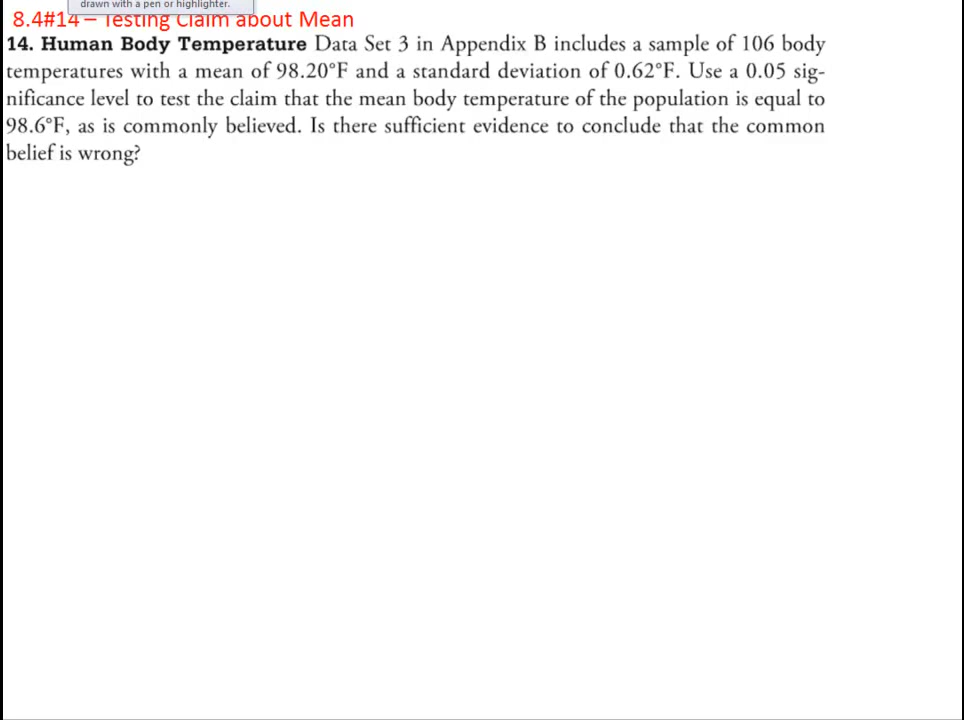 drawn with a pen or highlighter.
8.4#14 – Testing Claim about Mean
14. Human Body Temperature Data Set 3 in Appendix B includes a sample of 106 body
temperatures with a mean of 98.20°F and a standard deviation of 0.62°F. Use a 0.05 sig-
nificance level to test the claim that the mean body temperature of the population is equal to
98.6°F, as is commonly believed. Is there sufficient evidence to conclude that the common
belief is wrong?